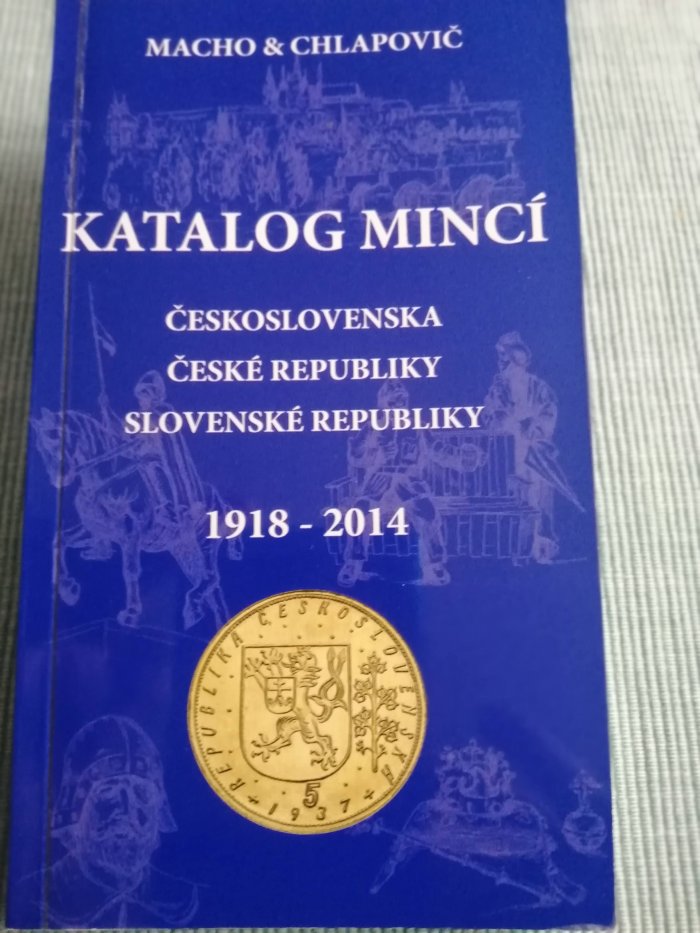 MACHO & CHLAPOVIČ
KATALOG MINCÍ
ČESKOSLOVENSKA
ČESKÉ REPUBLIKY
SLOVENSKÉ REPUBLIKY
1918 - 2014
REPUBLIKA ČESKOSLOVENSKÁ
5
1937